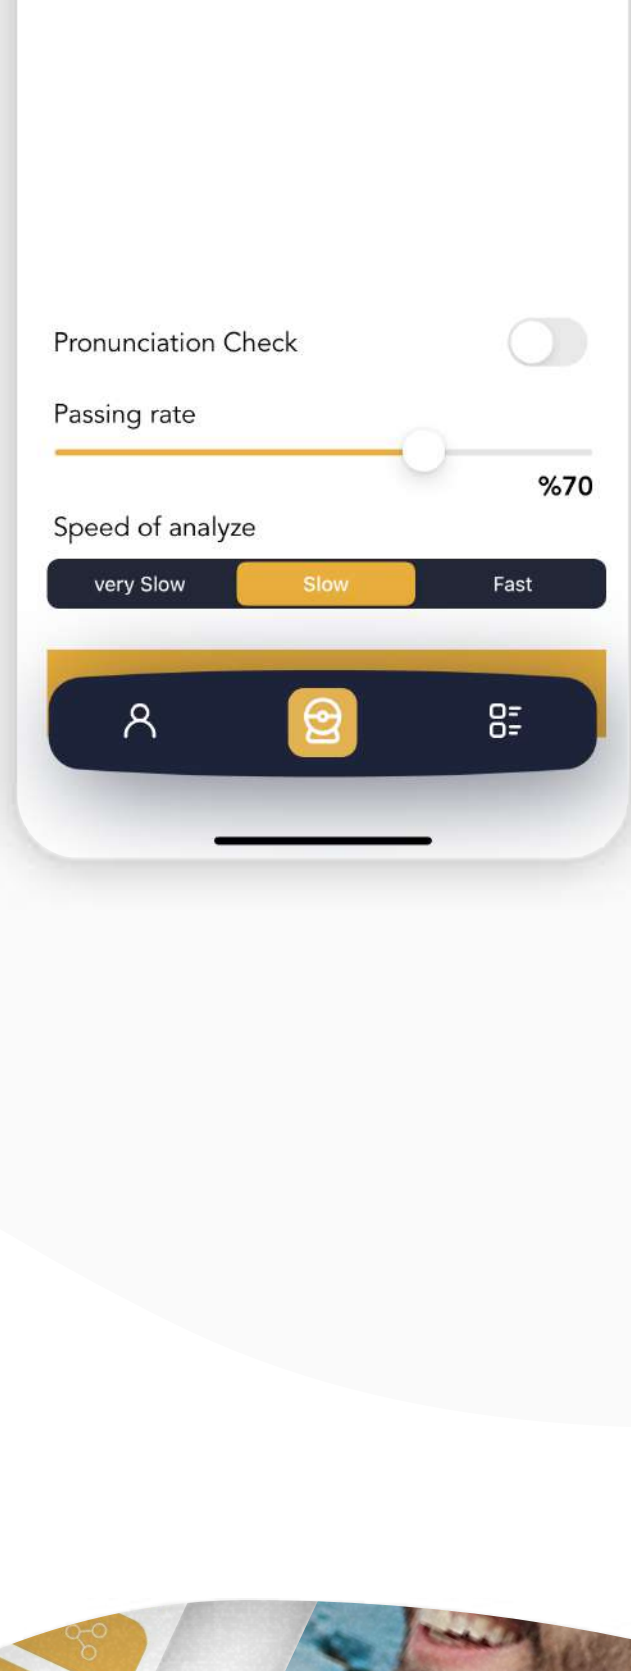 Pronunciation Check
Passing rate
%70
Speed of analyze
very Slow Slow Fast